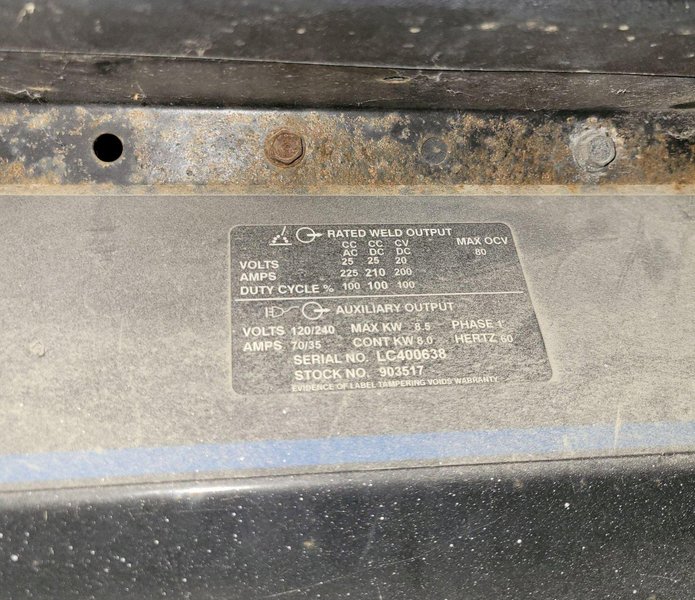 RATED WELD OUTPUT
CC CC CV MAX OCV
AC DC DC 80
VOLTS 25 25 20
AMPS 225 210 200
DUTY CYCLE % 100 100 100
AUXILIARY OUTPUT
VOLTS 120/240 MAX KW 8.5 PHASE 1
AMPS 70/35 CONT KW 8.0 HERTZ 60
SERIAL NO. LC400638
STOCK NO. 903517
EVIDENCE OF LABEL TAMPERING VOIDS WARRANTY